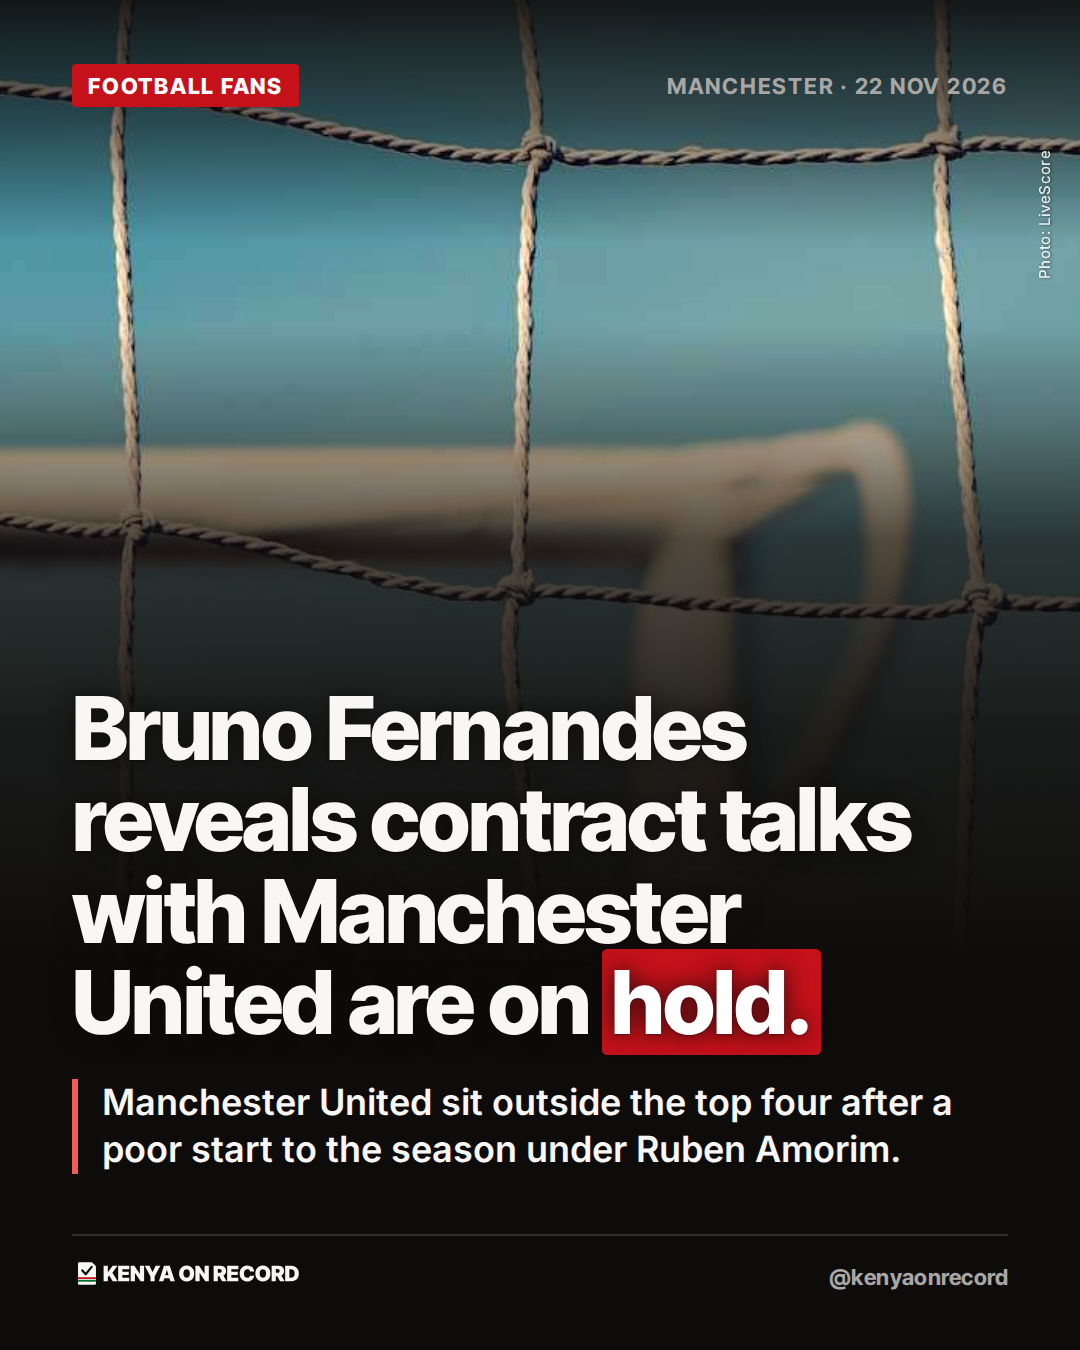 FOOTBALL FANS
MANCHESTER · 22 NOV 2026
Photo: LiveScore
Bruno Fernandes
reveals contract talks
with Manchester
United are on hold.
Manchester United sit outside the top four after a
poor start to the season under Ruben Amorim.
KENYA ON RECORD
@kenyaonrecord